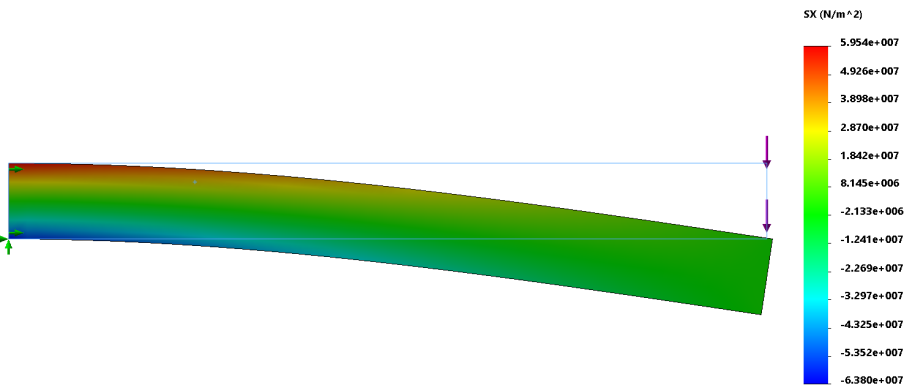 SX (N/m^2)
5.954e+007
4.926e+007
3.898e+007
2.870e+007
1.842e+007
8.145e+006
-2.133e+006
-1.241e+007
-2.269e+007
-3.297e+007
-4.325e+007
-5.352e+007
-6.380e+007